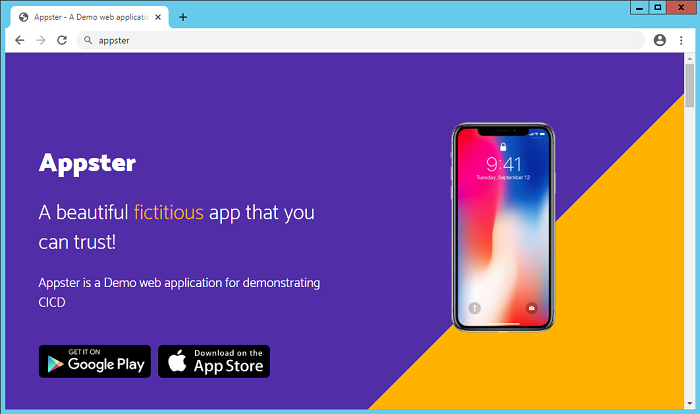 Appster - A Demo web applicatio
appster
Appster
A beautiful fictitious app that you
can trust!
Appster is a Demo web application for demonstrating
CICD
GET IT ON
Google Play
Download on the
App Store
9:41
Tuesday, September 12